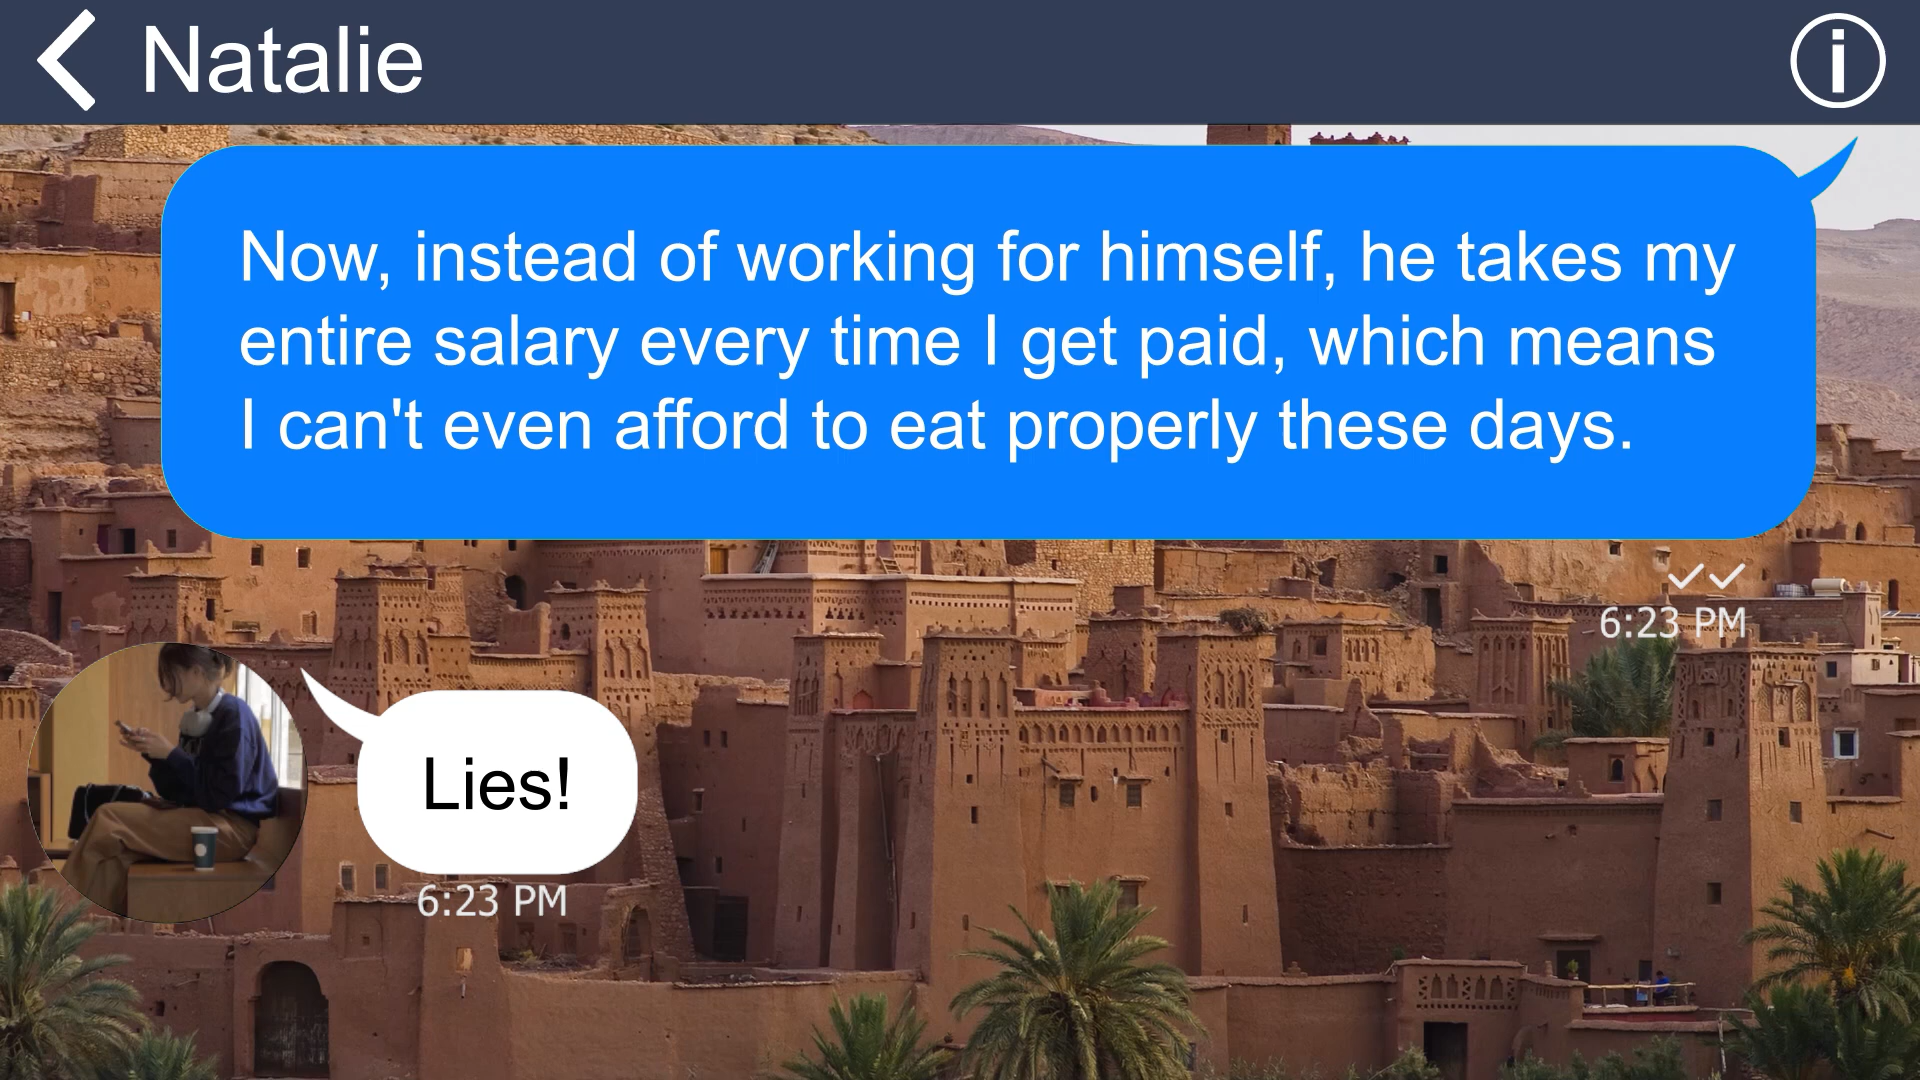 Natalie
Now, instead of working for himself, he takes my
entire salary every time I get paid, which means
I can't even afford to eat properly these days.
6:23 PM
Lies!
6:23 PM